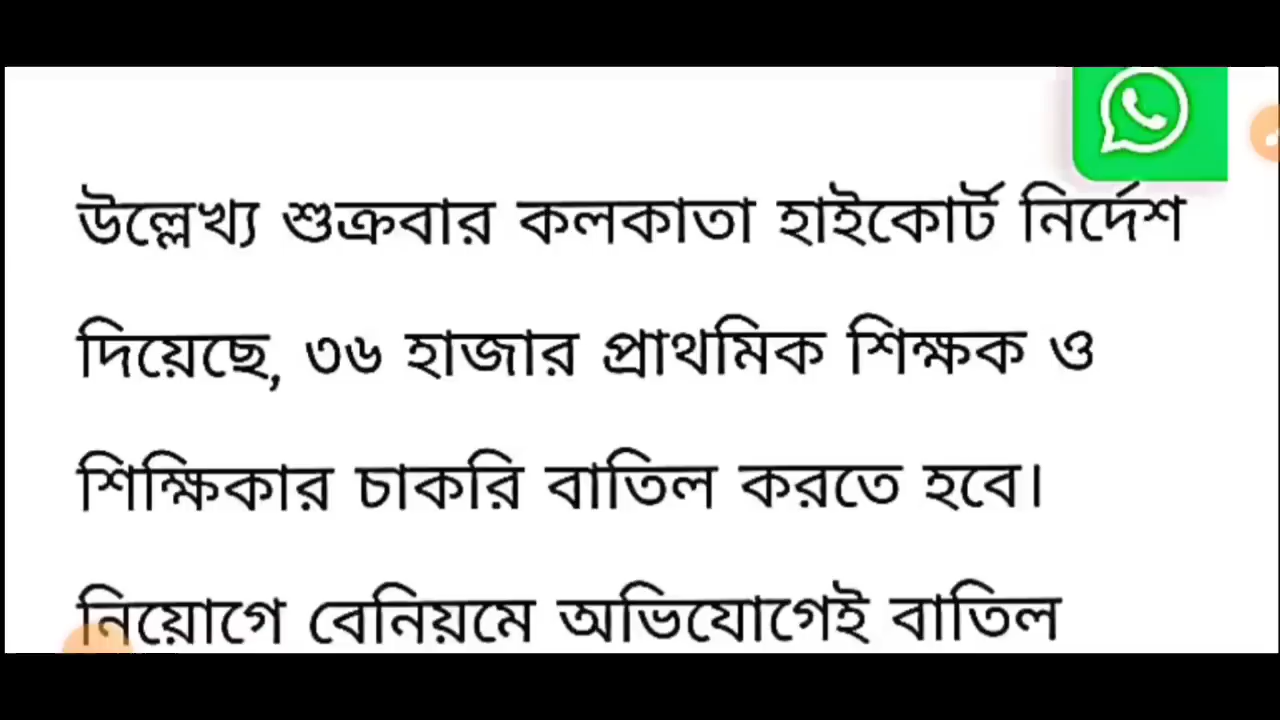 উল্লেখ্য শুক্রবার কলকাতা হাইকোর্ট নির্দেশ
দিয়েছে, ৩৬ হাজার প্রাথমিক শিক্ষক ও
শিক্ষিকার চাকরি বাতিল করতে হবে।
নিয়োগে বেনিয়মে অভিযোগেই বাতিল